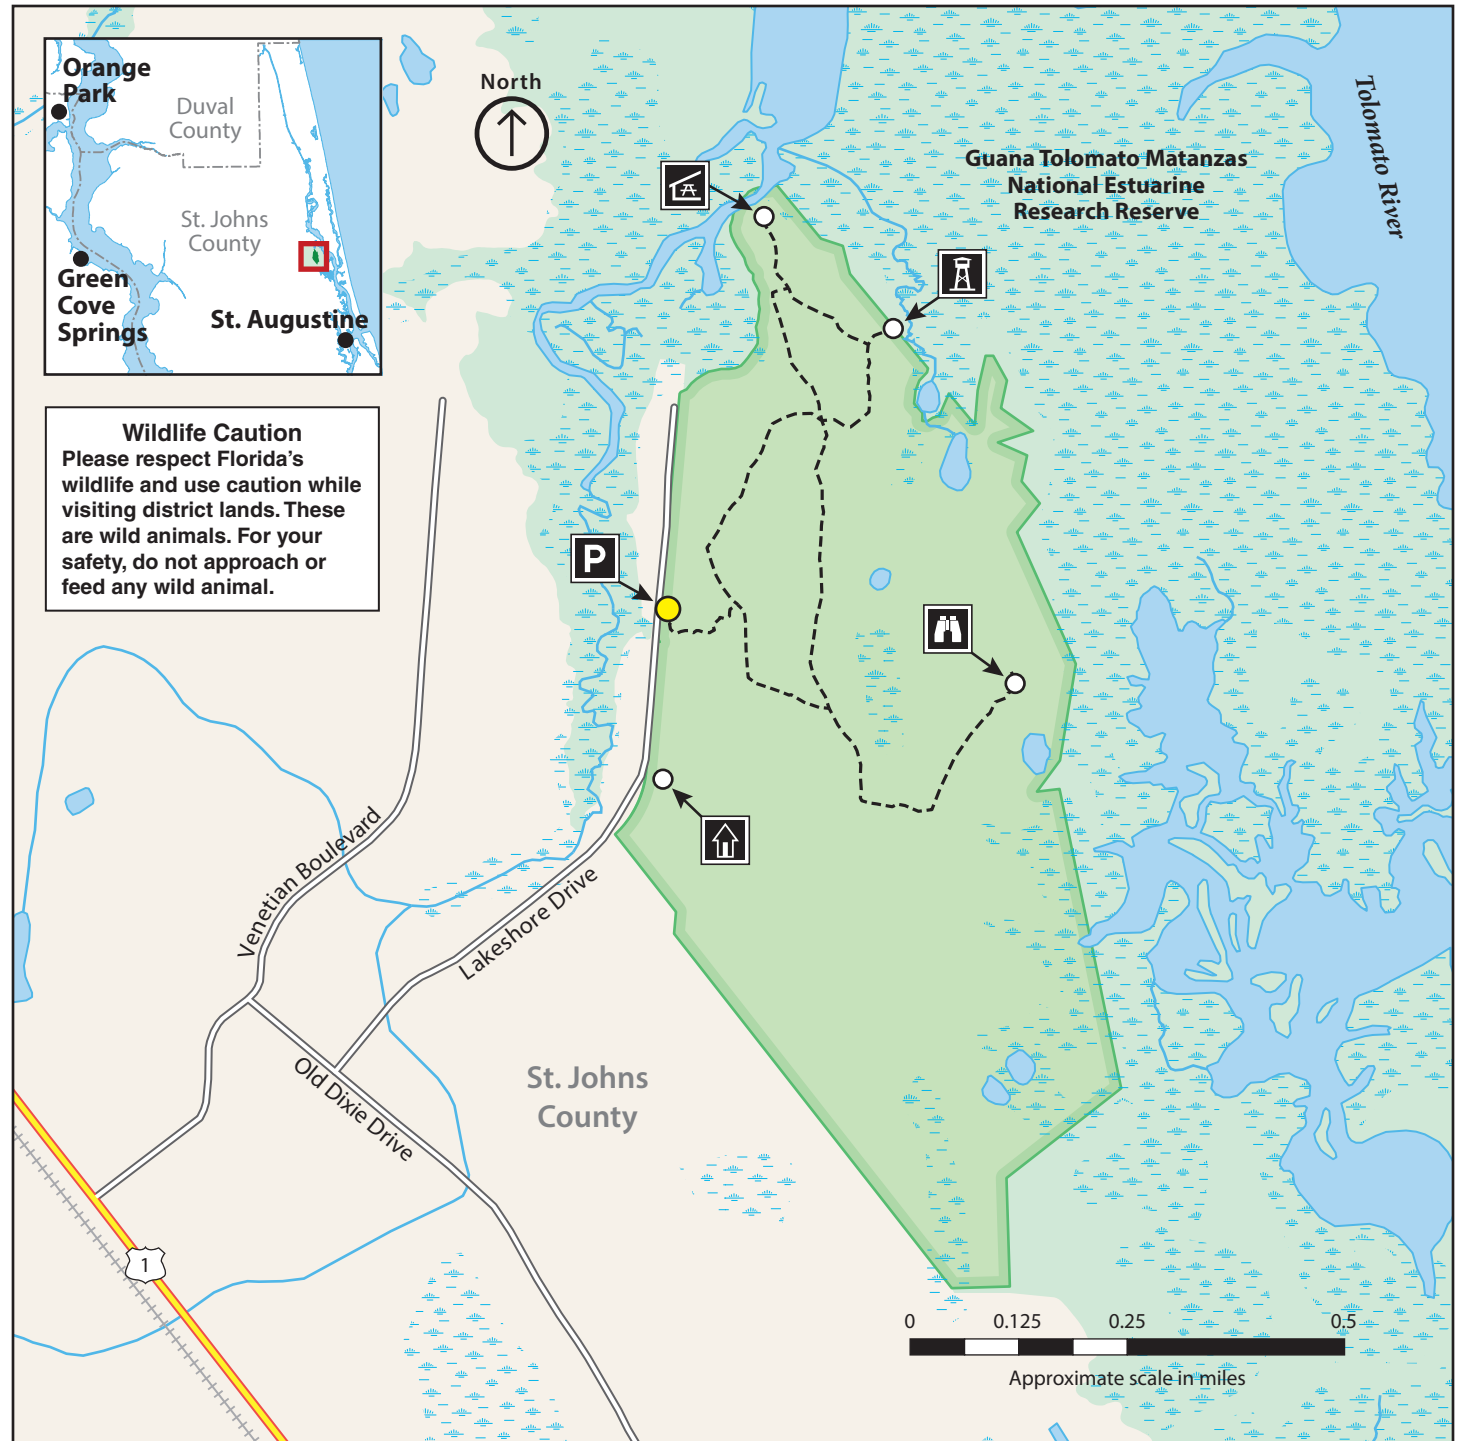 Orange
Park
Duval
County
St. Johns
County
Green
Cove
Springs
St. Augustine
North
Guana Tolomato Matanzas
National Estuarine
Research Reserve
Tolomato River
Wildlife Caution
Please respect Florida's
wildlife and use caution while
visiting district lands. These
are wild animals. For your
safety, do not approach or
feed any wild animal.
P
Venetian Boulevard
Lakeshore Drive
Old Dixie Drive
St. Johns
County
1
0 0.125 0.25 0.5
Approximate scale in miles